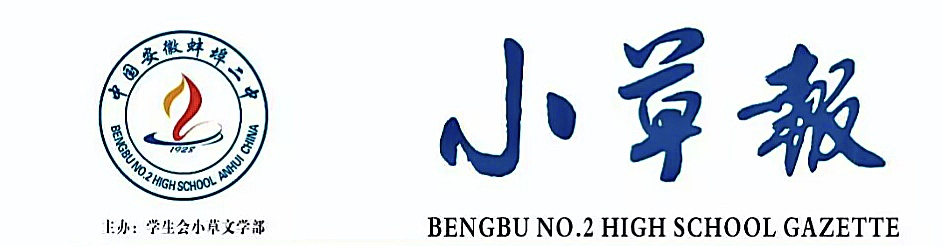 中国安徽蚌埠二中
1928
BENGBU NO.2 HIGH SCHOOL ANHUI CHINA
主办：学生会小草文学部
小草報
BENGBU NO.2 HIGH SCHOOL GAZETTE